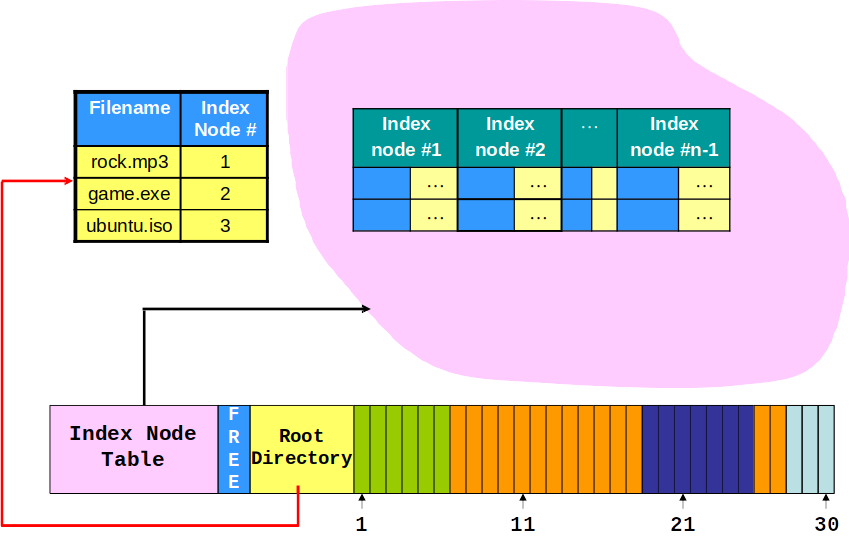 Filename
Index
Node #
rock.mp3
1
game.exe
2
ubuntu.iso
3
Index
node #1
Index
node #2
...
Index
node #n-1
...
...
...
...
...
...
Index Node
Table
F
R
E
E
Root
Directory
1
11
21
30